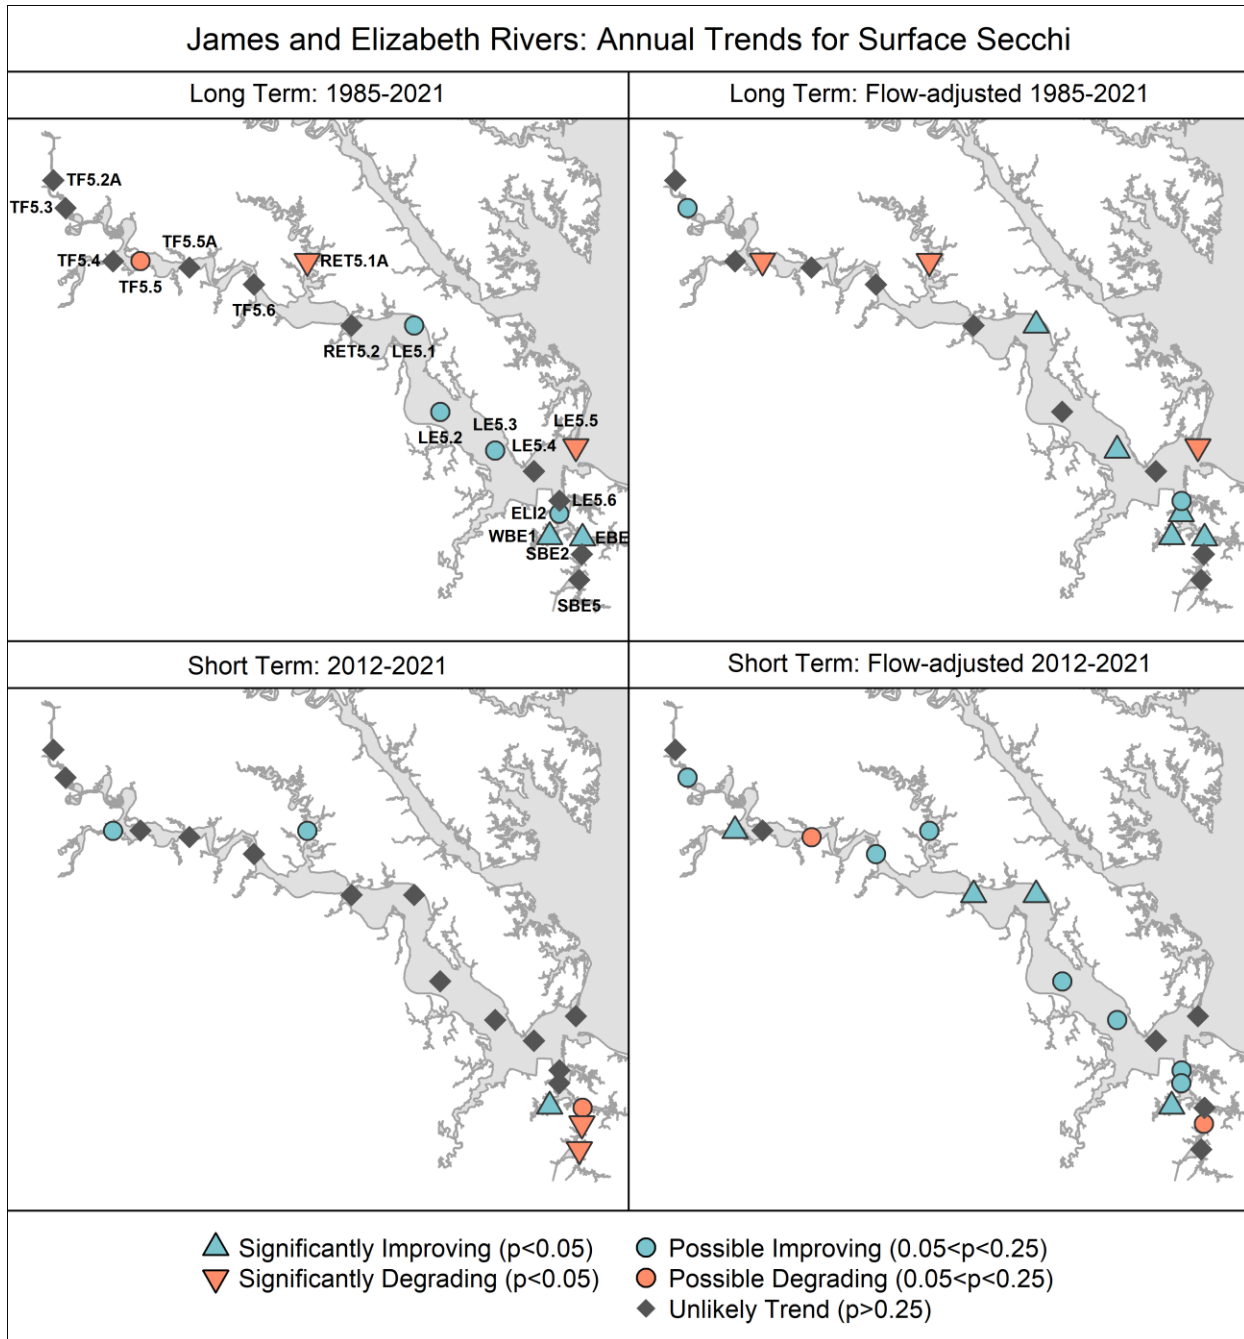 James and Elizabeth Rivers: Annual Trends for Surface Secchi
Long Term: 1985-2021
Long Term: Flow-adjusted 1985-2021
TF5.2A
TF5.3
TF5.5A
TF5.4
RET5.1A
TF5.5
TF5.6
RET5.2
LE5.1
LE5.3
LE5.5
LE5.2
LE5.4
LE5.6
ELI2
WBE1
EBE
SBE2
SBE5
Short Term: 2012-2021
Short Term: Flow-adjusted 2012-2021
Significantly Improving (p<0.05)
Possible Improving (0.05<p<0.25)
Significantly Degrading (p<0.05)
Possible Degrading (0.05<p<0.25)
Unlikely Trend (p>0.25)